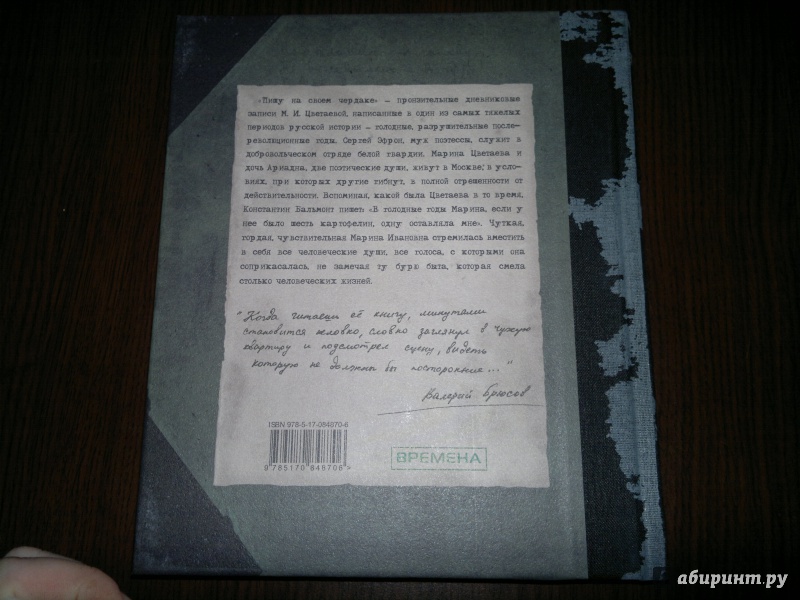 «Пишу на своем чердаке» — пронзительные дневниковые
записи М. И. Цветаевой, написанные в один из самых тяжелых
периодов русской истории — голодные, разрушительные после-
революционные годы. Сергей Эфрон, муж поэтессы, служит в
добровольческом отряде белой гвардии. Марина Цветаева и
дочь Ариадна, две поэтические души, живут в Москве; в усло-
виях, при которых другие гибнут, в полной отрешенности от
действительности. Вспоминая, какой была Цветаева в то время,
Константин Бальмонт пишет: «В голодные годы Марина, если у
нее было шесть картофелин, одну оставляла мне». Чуткая,
гордая, чувствительная Марина Ивановна стремилась вместить
в себя все человеческие души, все голоса, с которыми она
соприкасалась, не замечая ту бурю быта, которая смела
столько человеческих жизней.
"Когда читаешь её книгу, минутами
становится неловко, словно заглянул в чужую
квартиру и подсмотрел сцену, видеть
которую не должны бы посторонние..."
Валерий Брюсов
ISBN 978-5-17-084670-6
9 785170 846706 >
ВРЕМЕНА
абиринт.ру